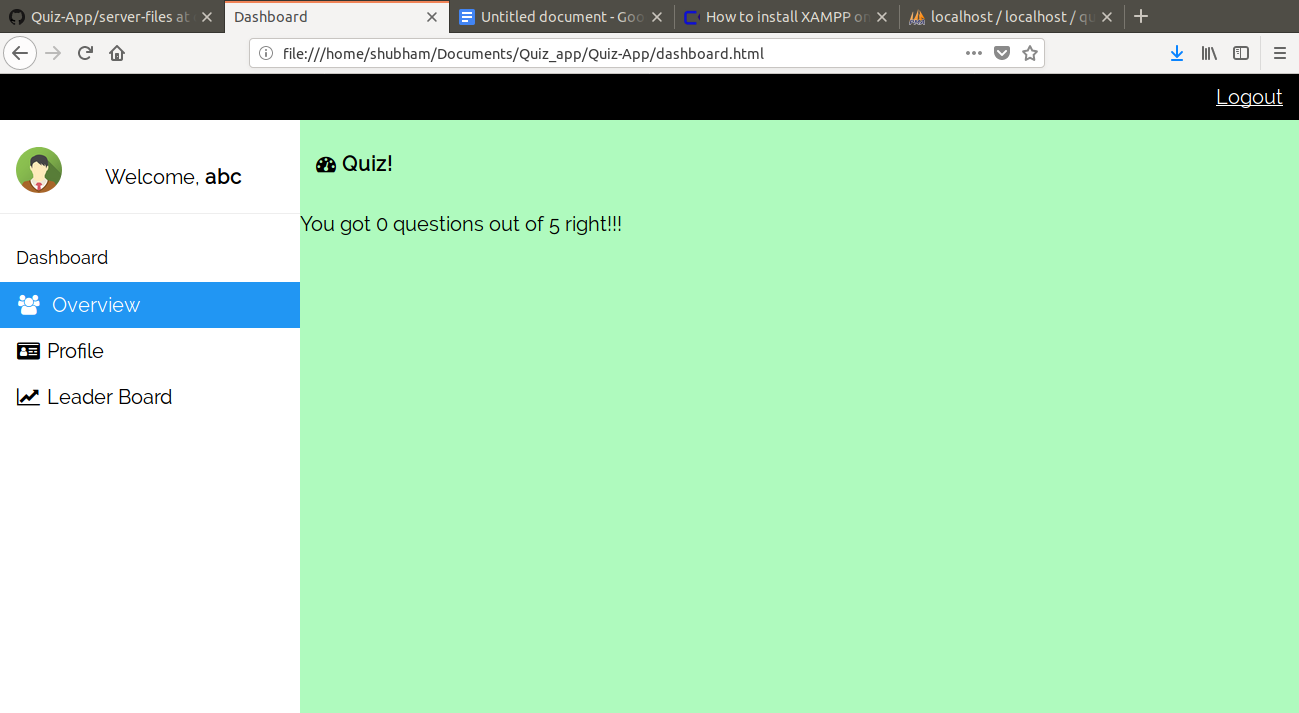 Quiz-App/server-files at
Dashboard
Untitled document - Goo
How to install XAMPP on
localhost / localhost / qu
file:///home/shubham/Documents/Quiz_app/Quiz-App/dashboard.html
Logout
Welcome, abc
Quiz!
You got 0 questions out of 5 right!!!
Dashboard
Overview
Profile
Leader Board